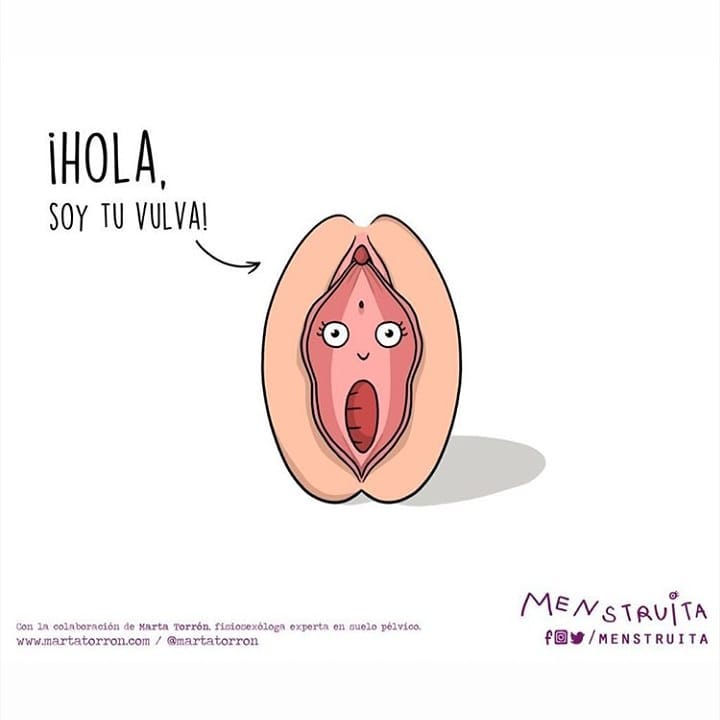 ¡HOLA,
SOY TU VULVA!
MENSTRUITA
Con la colaboración de Marta Torrón, fisiosexóloga experta en suelo pélvico.
www.martatorron.com / @martatorron
/MENSTRUITA